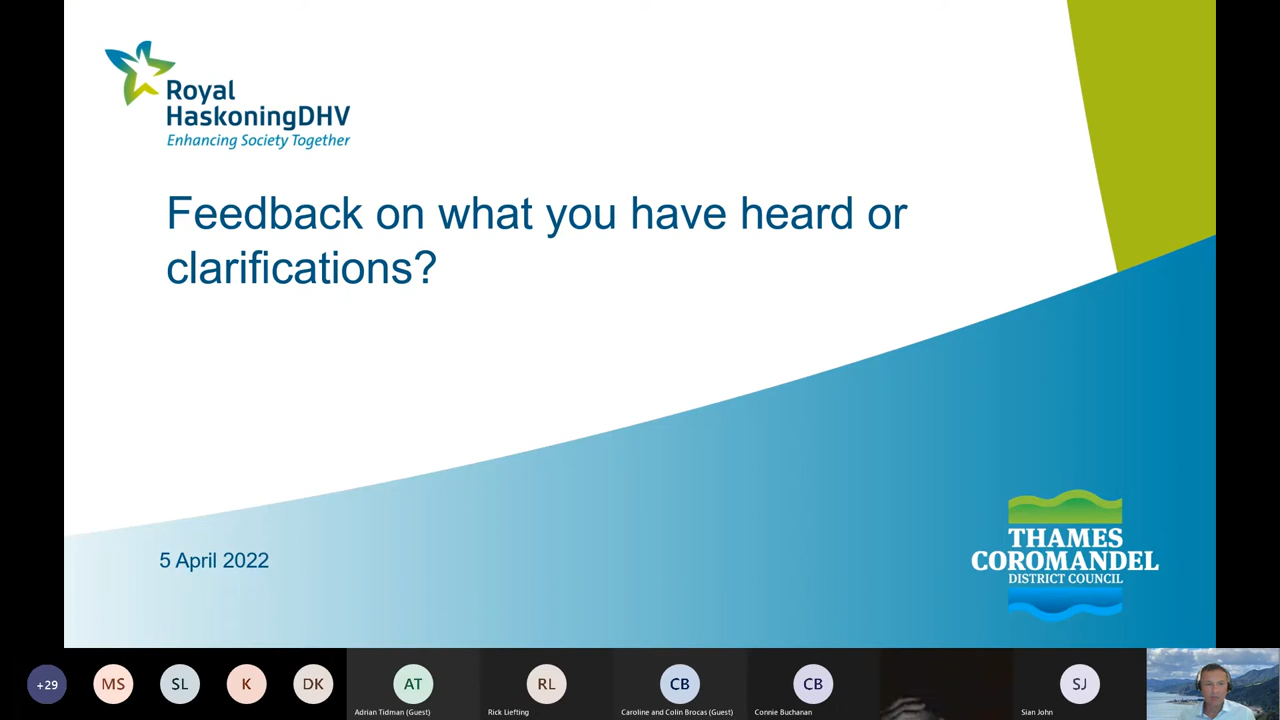 Royal
HaskoningDHV
Enhancing Society Together
Feedback on what you have heard or
clarifications?
5 April 2022
THAMES
COROMANDEL
DISTRICT COUNCIL
+29
MS
SL
K
DK
AT
RL
CB
CB
SJ
Adrian Tidman (Guest)
Rick Liefting
Caroline and Colin Brocas (Guest)
Connie Buchanan
Sian John